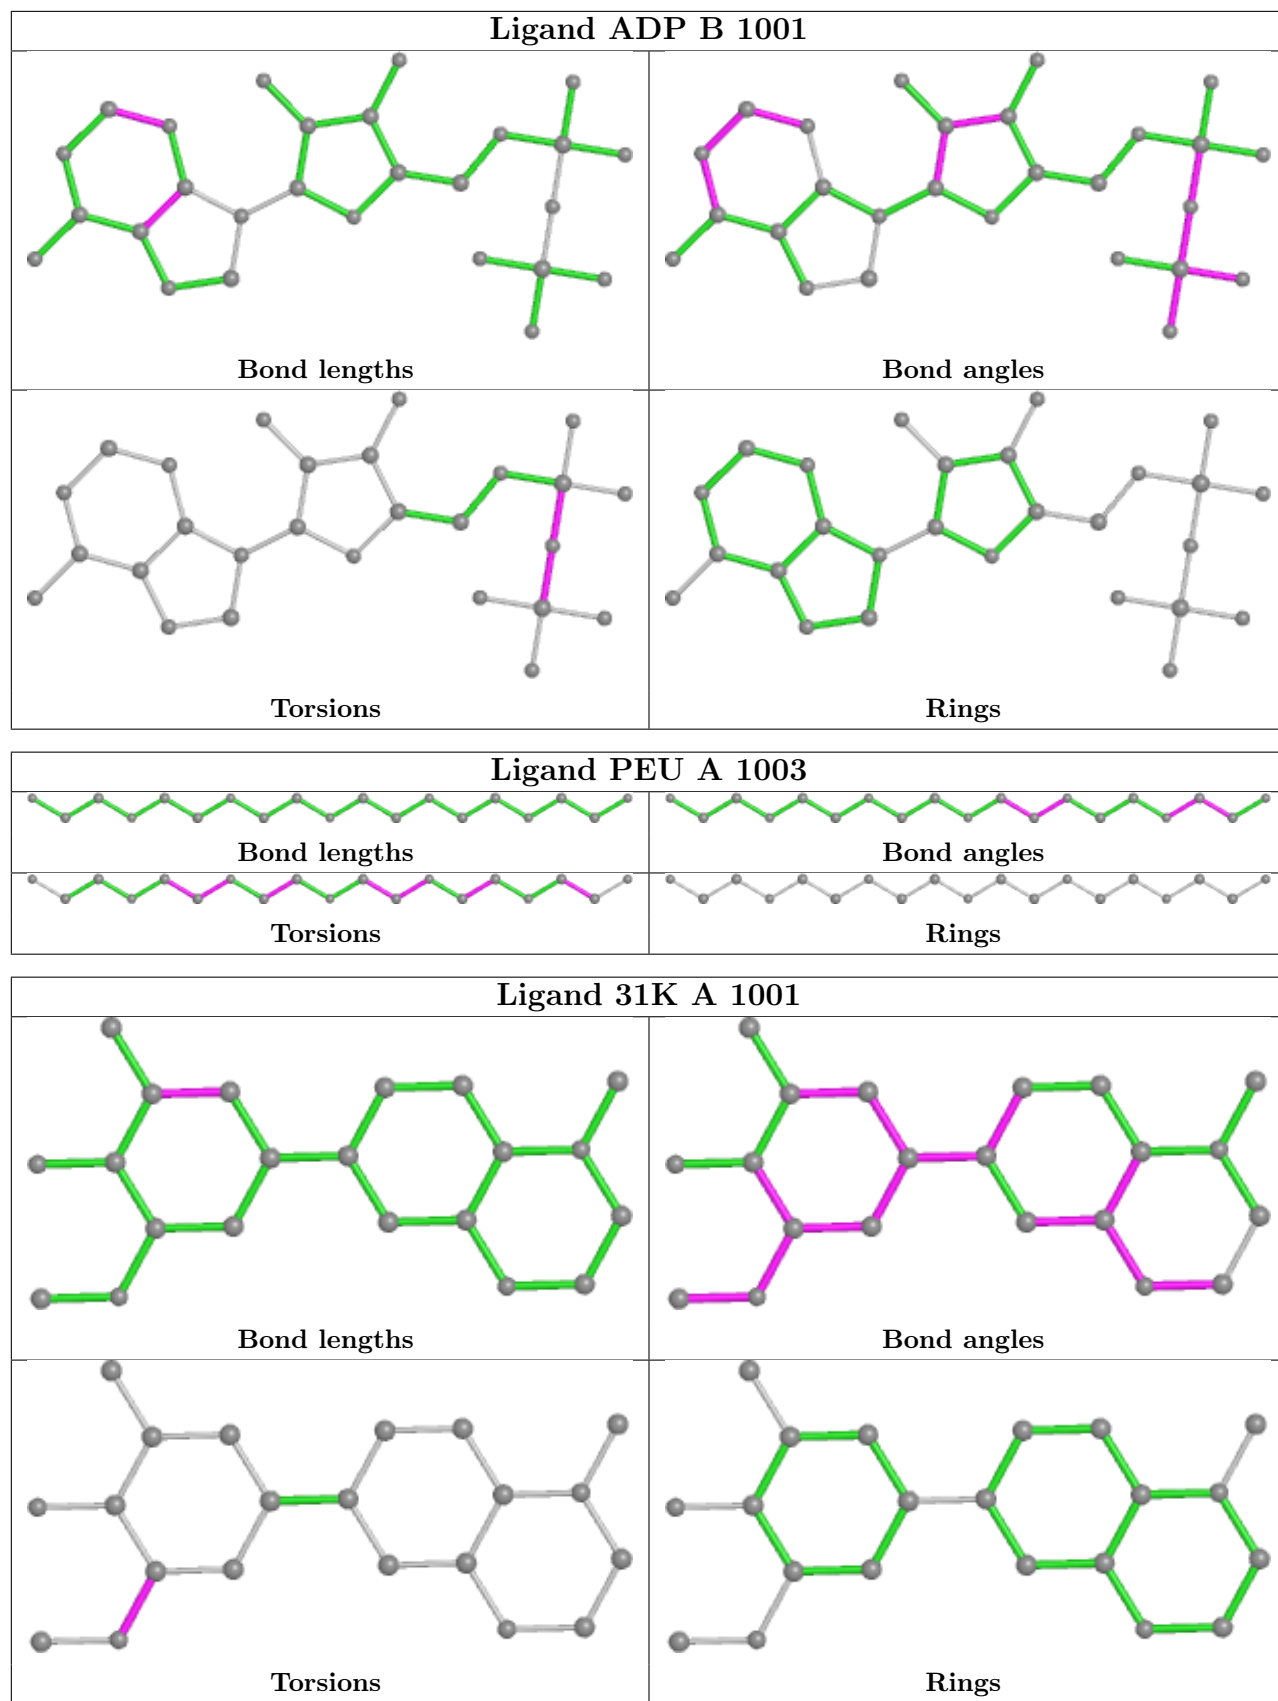 Ligand ADP B 1001
Bond lengths
Bond angles
Torsions
Rings
Ligand PEU A 1003
Bond lengths
Bond angles
Torsions
Rings
Ligand 31K A 1001
Bond lengths
Bond angles
Torsions
Rings